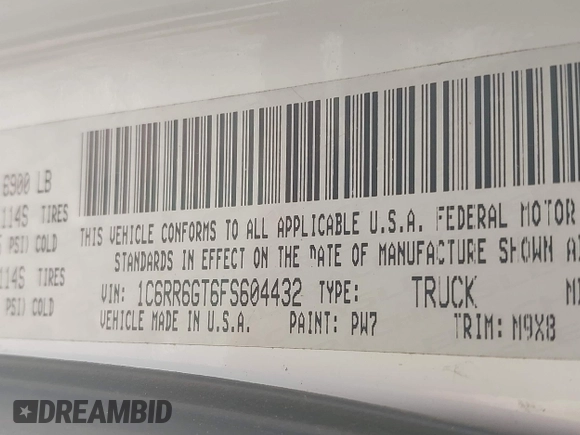 6900 LB
1145 TIRES
PSI) COLD
1145 TIRES
PSI) COLD
THIS VEHICLE CONFORMS TO ALL APPLICABLE U.S.A. FEDERAL MOTOR
STANDARDS IN EFFECT ON THE DATE OF MANUFACTURE SHOWN
VIN: 1C6RR6GT6FS604432 TYPE: TRUCK
VEHICLE MADE IN U.S.A. PAINT: PW7 TRIM: M9X8
DREAMBID